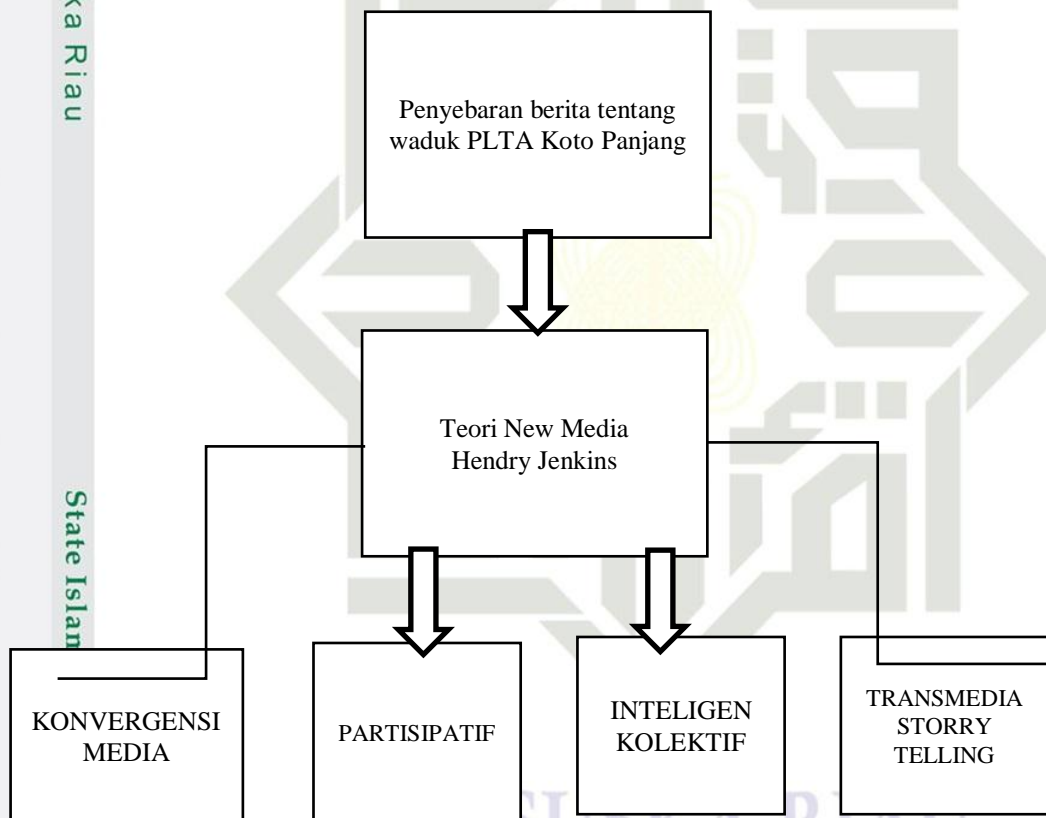 ka Riau
State Islam
Penyebaran berita tentang
waduk PLTA Koto Panjang
Teori New Media
Hendry Jenkins
KONVERGENSI
MEDIA
PARTISIPATIF
INTELIGEN
KOLEKTIF
TRANSMEDIA
STORRY
TELLING